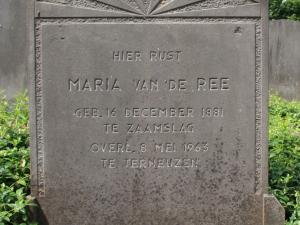 HIER RUST
MARIA VAN DE REE
GEB. 16 DECEMBER 1881
TE ZAAMSLAG
OVERL. 8 MEI 1963
TE TERNEUZEN